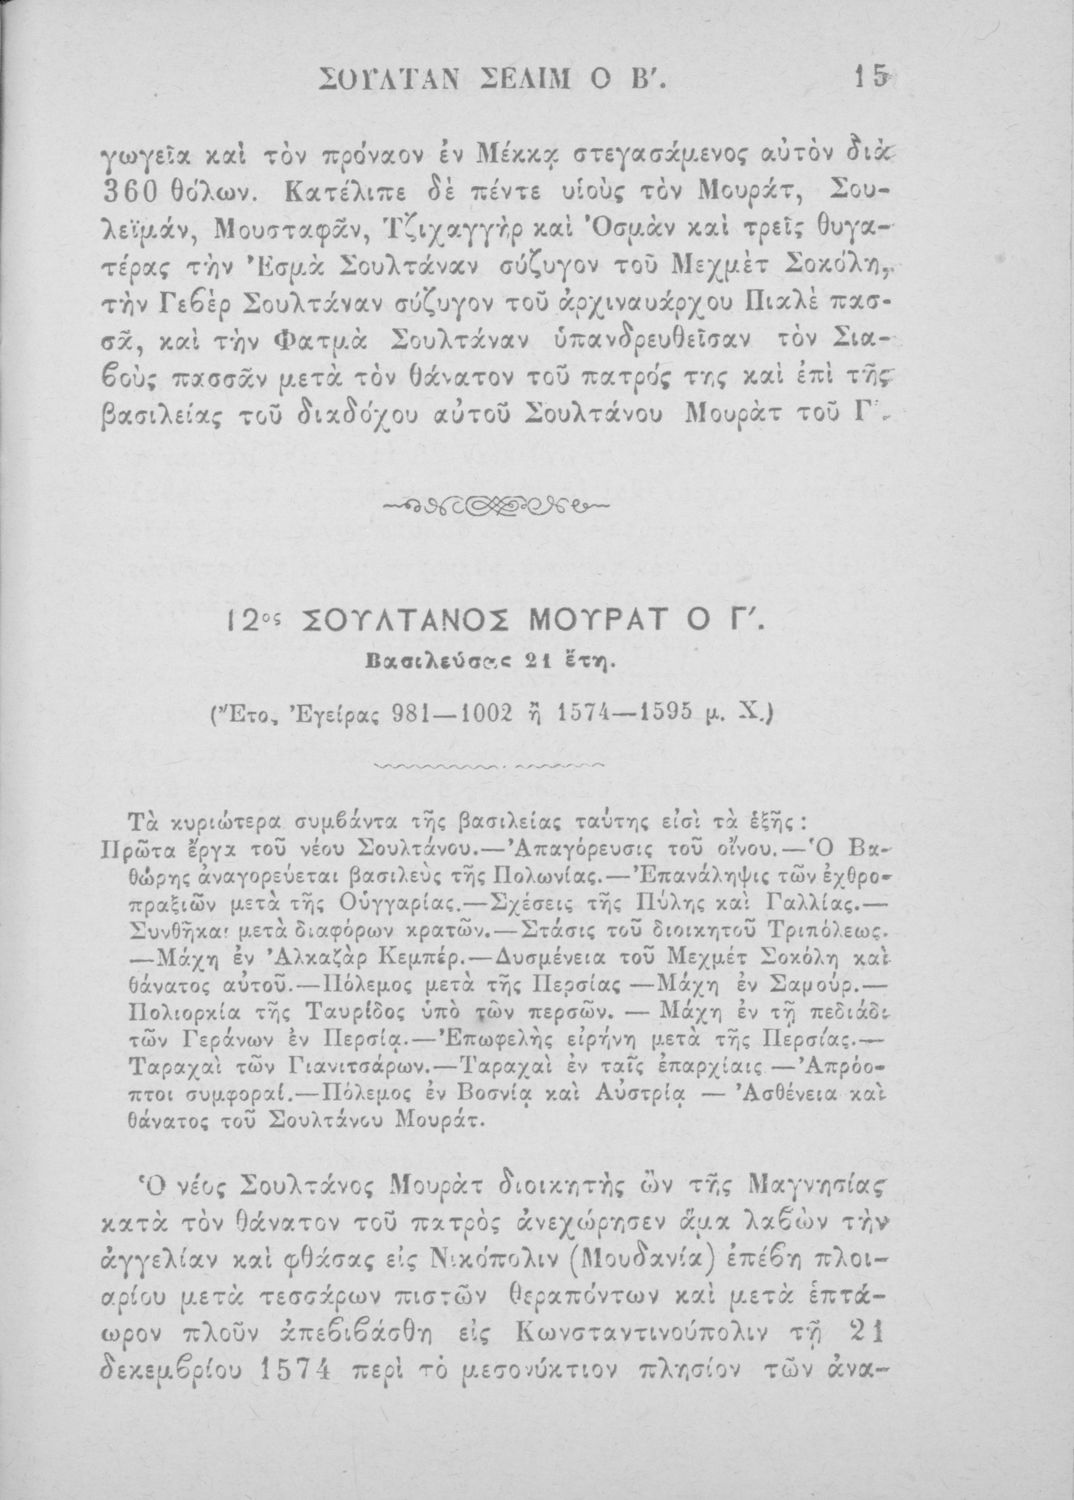 ΣΟΥΛΤΑΝ ΣΕΛΙΜ Ο Β΄. 15
γωγεῖα καὶ τὸν πρόναον ἐν Μέκκᾳ στεγασάμενος αὐτὸν διὰ
360 θόλων. Κατέλιπε δὲ πέντε υἱοὺς τὸν Μουράτ, Σου-
λεϊμάν, Μουσταφᾶν, Τζιχαγγὴρ καὶ Ὀσμὰν καὶ τρεῖς θυγα-
τέρας τὴν Ἐσμὰ Σουλτάναν σύζυγον τοῦ Μεχμὲτ Σοκόλη,
τὴν Γεβὲρ Σουλτάναν σύζυγον τοῦ ἀρχιναυάρχου Πιαλὲ πασ-
σᾶ, καὶ τὴν Φατμὰ Σουλτάναν ὑπανδρευθεῖσαν τὸν Σια-
βοὺς πασσᾶν μετὰ τὸν θάνατον τοῦ πατρός της καὶ ἐπὶ τῆς
βασιλείας τοῦ διαδόχου αὐτοῦ Σουλτάνου Μουρὰτ τοῦ Γ΄.
12ος ΣΟΥΛΤΑΝΟΣ ΜΟΥΡΑΤ Ο Γ΄.
Βασιλεύσας 21 ἔτη.
(Ἔτο, Ἐγείρας 981—1002 ἢ 1574—1595 μ. Χ.)
Τὰ κυριώτερα συμβάντα τῆς βασιλείας ταύτης εἰσὶ τὰ ἑξῆς:
Πρῶτα ἔργα τοῦ νέου Σουλτάνου.—Ἀπαγόρευσις τοῦ οἴνου.—Ὁ Βα-
θώρης ἀναγορεύεται βασιλεὺς τῆς Πολωνίας.—Ἐπανάληψις τῶν ἐχθρο-
πραξιῶν μετὰ τῆς Οὑγγαρίας.—Σχέσεις τῆς Πύλης καὶ Γαλλίας.—
Συνθῆκαι μετὰ διαφόρων κρατῶν.—Στάσις τοῦ διοικητοῦ Τριπόλεως.
—Μάχη ἐν Ἀλκαζὰρ Κεμπέρ.—Δυσμένεια τοῦ Μεχμέτ Σοκόλη καὶ
θάνατος αὐτοῦ.—Πόλεμος μετὰ τῆς Περσίας —Μάχη ἐν Σαμούρ.—
Πολιορκία τῆς Ταυρίδος ὑπὸ τῶν περσῶν. — Μάχη ἐν τῇ πεδιάδι
τῶν Γεράνων ἐν Περσίᾳ.—Ἐπωφελὴς εἰρήνη μετὰ τῆς Περσίας.—
Ταραχαὶ τῶν Γιανιτσάρων.—Ταραχαὶ ἐν ταῖς ἐπαρχίαις —Ἀπρόο-
πτοι συμφοραί.—Πόλεμος ἐν Βοσνίᾳ καὶ Αὐστρίᾳ — Ἀσθένεια καὶ
θάνατος τοῦ Σουλτάνου Μουράτ.
Ὁ νέος Σουλτάνος Μουρὰτ διοικητὴς ὢν τῆς Μαγνησίας
κατὰ τὸν θάνατον τοῦ πατρὸς ἀνεχώρησεν ἅμα λαβὼν τὴν
ἀγγελίαν καὶ φθάσας εἰς Νικόπολιν (Μουδανία) ἐπέβη πλοι-
αρίου μετὰ τεσσάρων πιστῶν θεραπόντων καὶ μετὰ ἑπτά-
ωρον πλοῦν ἀπεβιβάσθη εἰς Κωνσταντινούπολιν τῇ 21
δεκεμβρίου 1574 περὶ τὸ μεσονύκτιον πλησίον τῶν ἀνα-